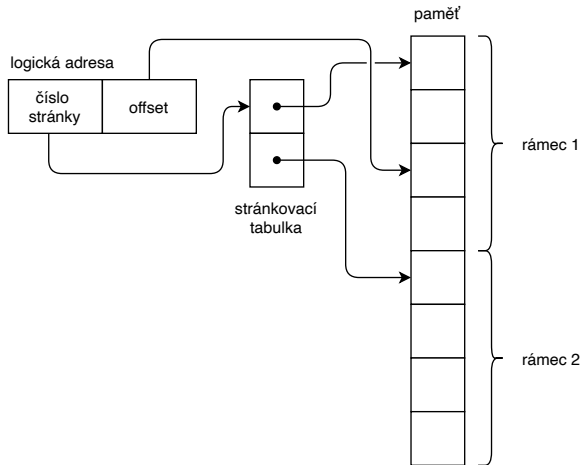 paměť
logická adresa
číslo
stránky
offset
rámec 1
stránkovací
tabulka
rámec 2